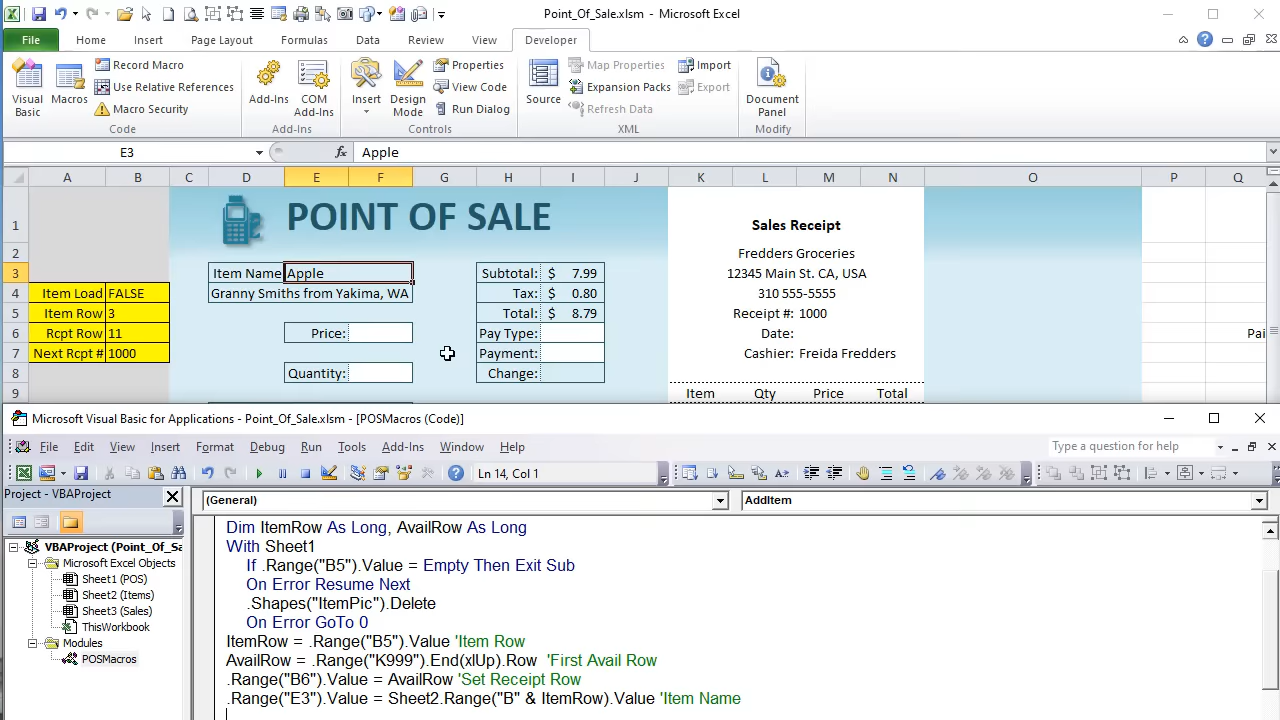 Point_Of_Sale.xlsm - Microsoft Excel
File Home Insert Page Layout Formulas Data Review View Developer
Visual Basic
Macros
Record Macro
Use Relative References
Macro Security
Code
Add-Ins
COM Add-Ins
Add-Ins
Insert
Design Mode
Properties
View Code
Run Dialog
Controls
Source
Map Properties
Expansion Packs
Refresh Data
Import
Export
XML
Document Panel
Modify
E3 fx Apple
A B C D E F G H I J K L M N O P Q
1 POINT OF SALE Sales Receipt
2 Fredders Groceries
3 Item Name Apple Subtotal: $ 7.99 12345 Main St. CA, USA
4 Item Load FALSE Granny Smiths from Yakima, WA Tax: $ 0.80 310 555-5555
5 Item Row 3 Total: $ 8.79 Receipt #: 1000
6 Rcpt Row 11 Price: Pay Type: Date: Pai
7 Next Rcpt # 1000 Payment: Cashier: Freida Fredders
8 Quantity: Change:
9 Item Qty Price Total
Microsoft Visual Basic for Applications - Point_Of_Sale.xlsm - [POSMacros (Code)]
File Edit View Insert Format Debug Run Tools Add-Ins Window Help Type a question for help
Ln 14, Col 1
Project - VBAProject
(General) AddItem
VBAProject (Point_Of_Sa
Microsoft Excel Objects
Sheet1 (POS)
Sheet2 (Items)
Sheet3 (Sales)
ThisWorkbook
Modules
POSMacros
Dim ItemRow As Long, AvailRow As Long
With Sheet1
If .Range("B5").Value = Empty Then Exit Sub
On Error Resume Next
.Shapes("ItemPic").Delete
On Error GoTo 0
ItemRow = .Range("B5").Value 'Item Row
AvailRow = .Range("K999").End(xlUp).Row 'First Avail Row
.Range("B6").Value = AvailRow 'Set Receipt Row
.Range("E3").Value = Sheet2.Range("B" & ItemRow).Value 'Item Name